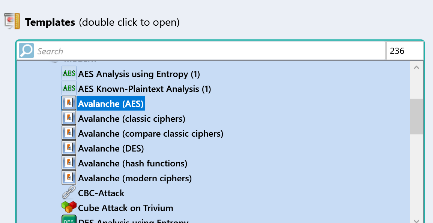 Templates (double click to open)
Search 236
AES Analysis using Entropy (1)
AES Known-Plaintext Analysis (1)
Avalanche (AES)
Avalanche (classic ciphers)
Avalanche (compare classic ciphers)
Avalanche (DES)
Avalanche (hash functions)
Avalanche (modern ciphers)
CBC-Attack
Cube Attack on Trivium
DES Analysis using Entropy